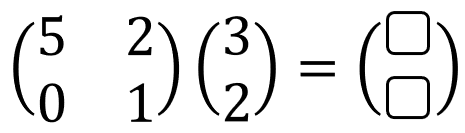 (5 2) (3) = (□)
(0 1) (2) (□)